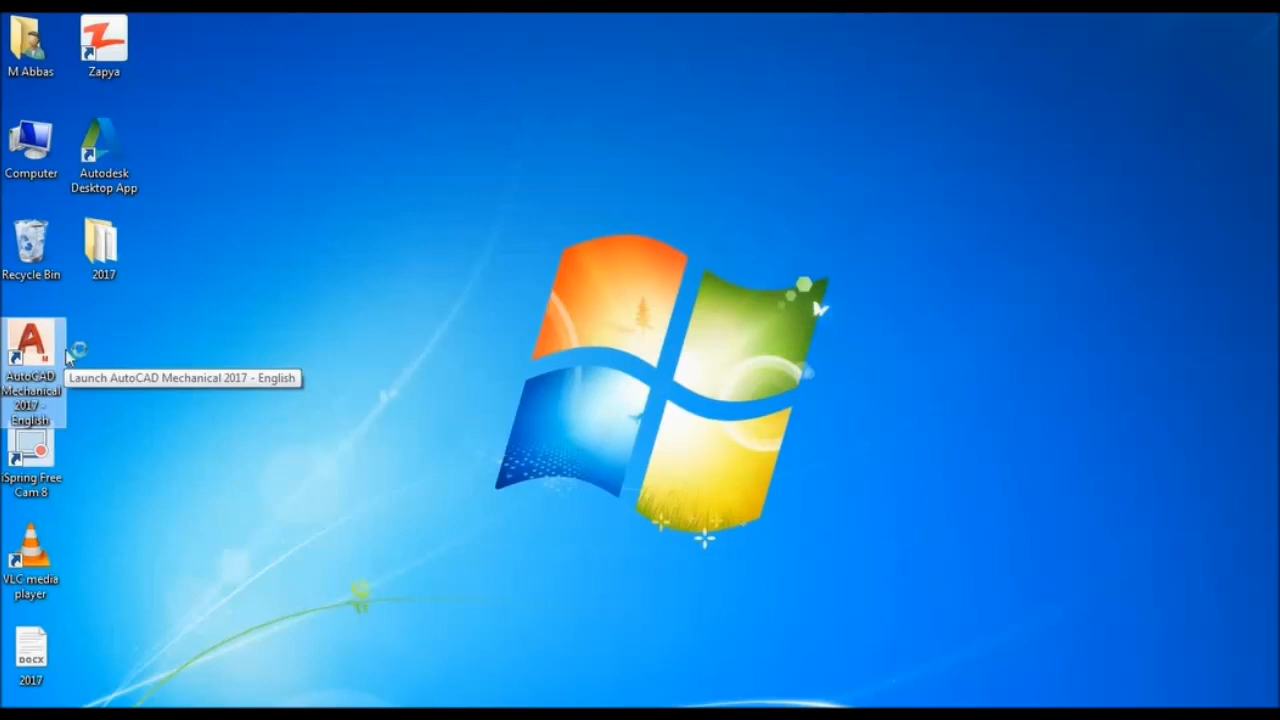 M Abbas
Zapya
Computer
Autodesk
Desktop App
Recycle Bin
2017
AutoCAD
Mechanical
2017 -
English
Launch AutoCAD Mechanical 2017 - English
iSpring Free
Cam 8
VLC media
player
DOCX
2017